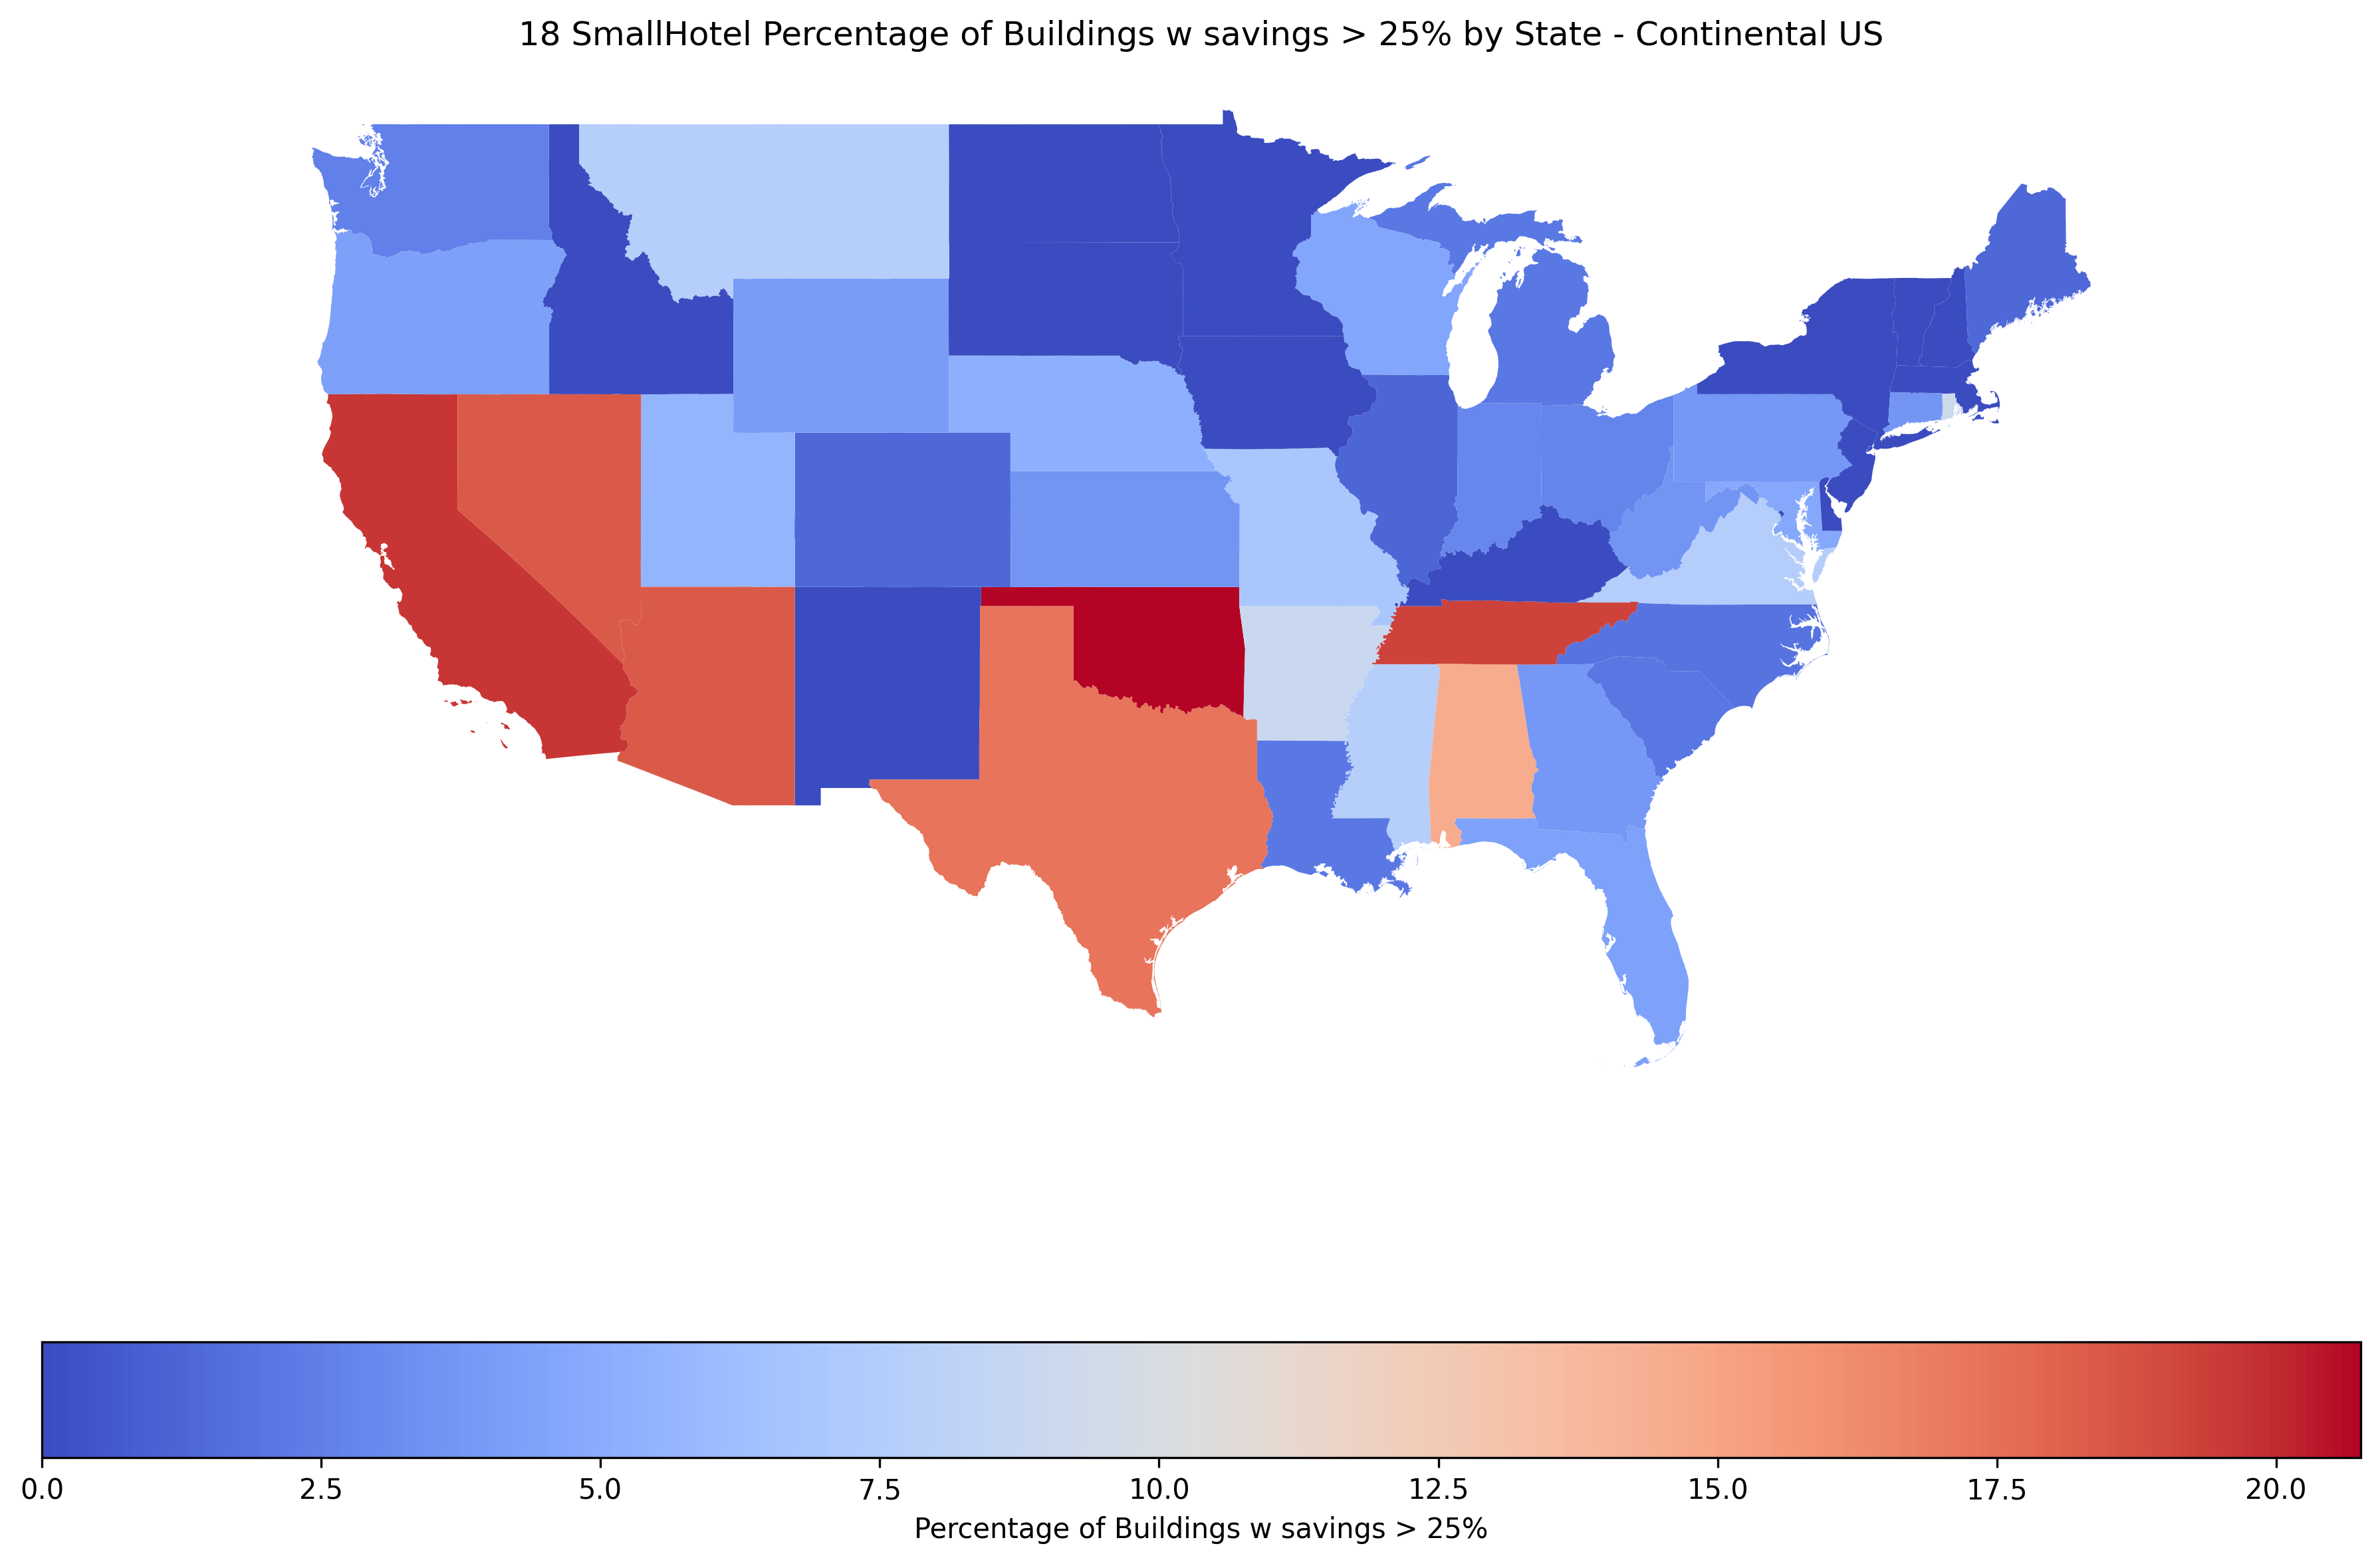 18 SmallHotel Percentage of Buildings w savings > 25% by State - Continental US
0.0 2.5 5.0 7.5 10.0 12.5 15.0 17.5 20.0
Percentage of Buildings w savings > 25%